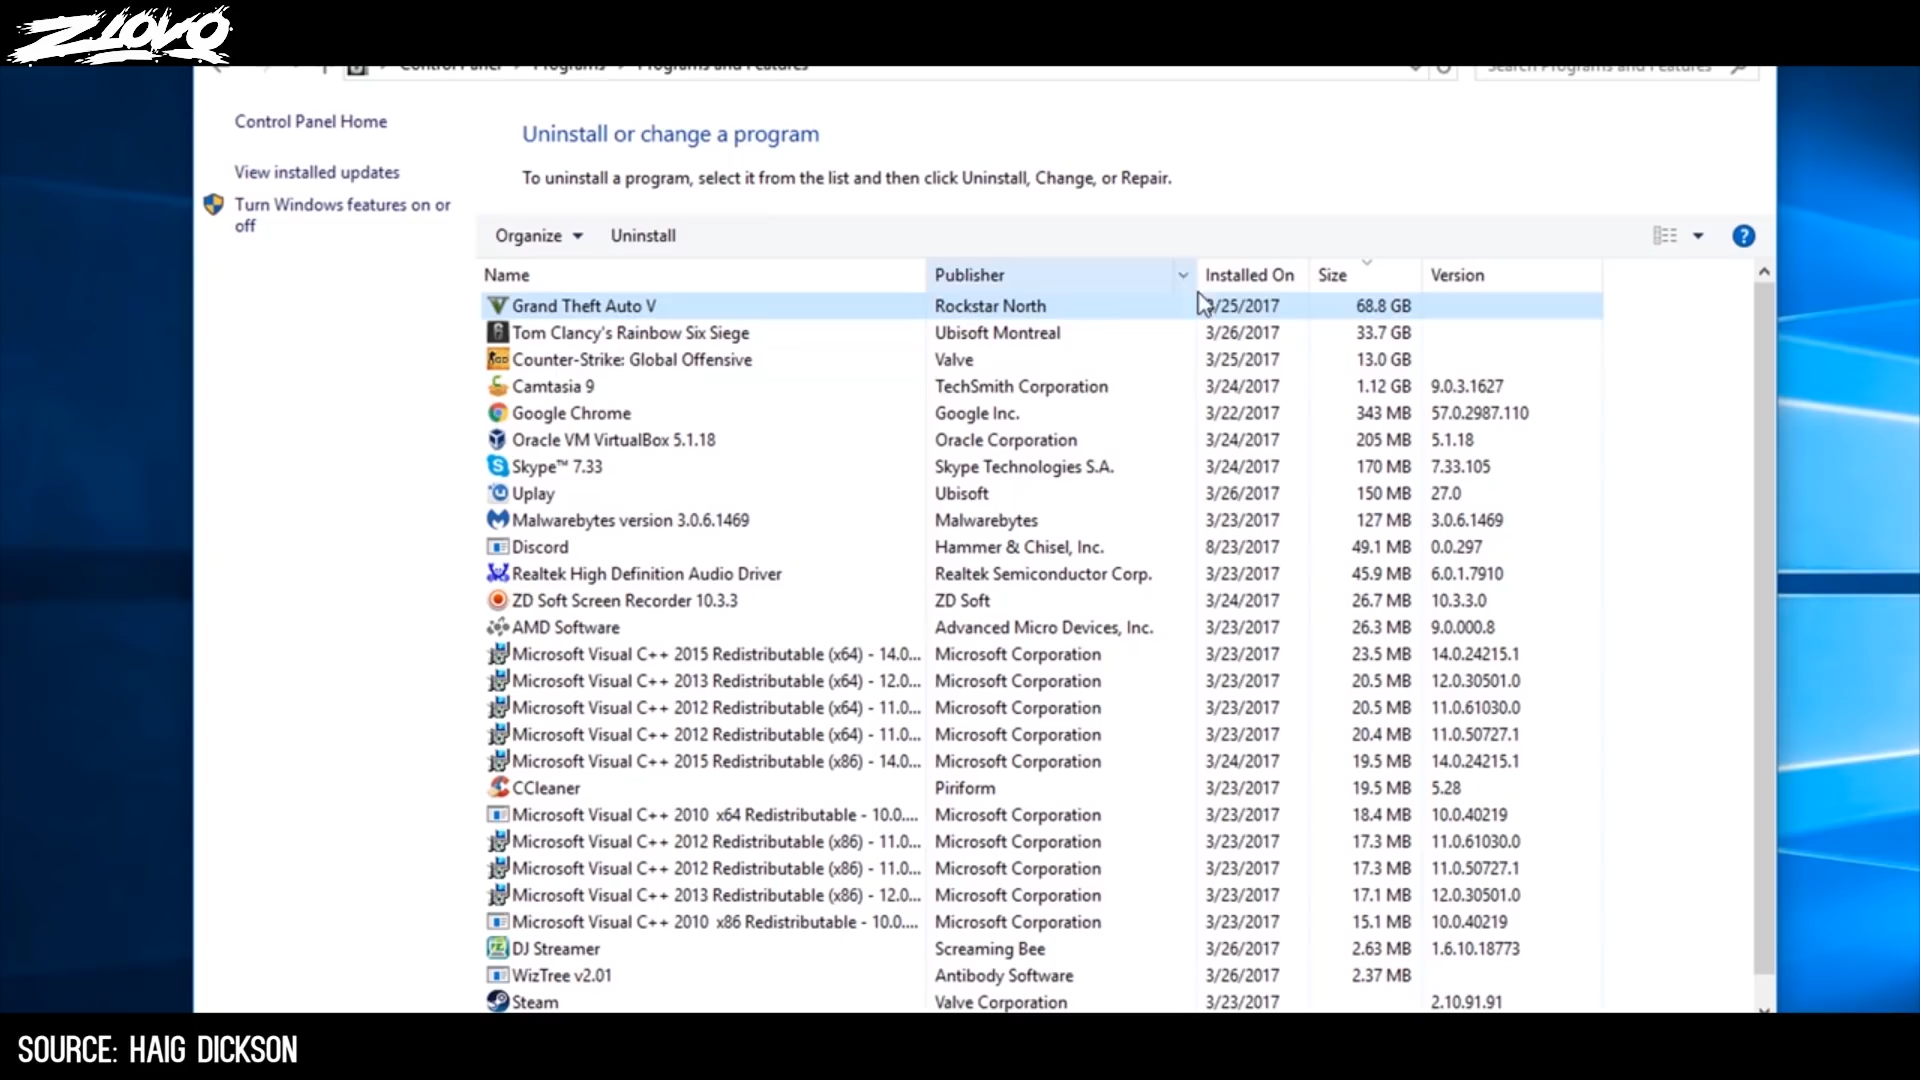 ZLOVO
Control Panel > Programs > Programs and Features
Search Programs and Features
Control Panel Home
View installed updates
Turn Windows features on or
off
Uninstall or change a program
To uninstall a program, select it from the list and then click Uninstall, Change, or Repair.
Organize Uninstall
Name Publisher Installed On Size Version
Grand Theft Auto V Rockstar North 3/25/2017 68.8 GB
Tom Clancy's Rainbow Six Siege Ubisoft Montreal 3/26/2017 33.7 GB
Counter-Strike: Global Offensive Valve 3/25/2017 13.0 GB
Camtasia 9 TechSmith Corporation 3/24/2017 1.12 GB 9.0.3.1627
Google Chrome Google Inc. 3/22/2017 343 MB 57.0.2987.110
Oracle VM VirtualBox 5.1.18 Oracle Corporation 3/24/2017 205 MB 5.1.18
Skype™ 7.33 Skype Technologies S.A. 3/24/2017 170 MB 7.33.105
Uplay Ubisoft 3/26/2017 150 MB 27.0
Malwarebytes version 3.0.6.1469 Malwarebytes 3/23/2017 127 MB 3.0.6.1469
Discord Hammer & Chisel, Inc. 8/23/2017 49.1 MB 0.0.297
Realtek High Definition Audio Driver Realtek Semiconductor Corp. 3/23/2017 45.9 MB 6.0.1.7910
ZD Soft Screen Recorder 10.3.3 ZD Soft 3/24/2017 26.7 MB 10.3.3.0
AMD Software Advanced Micro Devices, Inc. 3/23/2017 26.3 MB 9.0.000.8
Microsoft Visual C++ 2015 Redistributable (x64) - 14.0... Microsoft Corporation 3/23/2017 23.5 MB 14.0.24215.1
Microsoft Visual C++ 2013 Redistributable (x64) - 12.0... Microsoft Corporation 3/23/2017 20.5 MB 12.0.30501.0
Microsoft Visual C++ 2012 Redistributable (x64) - 11.0... Microsoft Corporation 3/23/2017 20.5 MB 11.0.61030.0
Microsoft Visual C++ 2012 Redistributable (x64) - 11.0... Microsoft Corporation 3/23/2017 20.4 MB 11.0.50727.1
Microsoft Visual C++ 2015 Redistributable (x86) - 14.0... Microsoft Corporation 3/24/2017 19.5 MB 14.0.24215.1
CCleaner Piriform 3/23/2017 19.5 MB 5.28
Microsoft Visual C++ 2010 x64 Redistributable - 10.0.... Microsoft Corporation 3/23/2017 18.4 MB 10.0.40219
Microsoft Visual C++ 2012 Redistributable (x86) - 11.0... Microsoft Corporation 3/23/2017 17.3 MB 11.0.61030.0
Microsoft Visual C++ 2012 Redistributable (x86) - 11.0... Microsoft Corporation 3/23/2017 17.3 MB 11.0.50727.1
Microsoft Visual C++ 2013 Redistributable (x86) - 12.0... Microsoft Corporation 3/23/2017 17.1 MB 12.0.30501.0
Microsoft Visual C++ 2010 x86 Redistributable - 10.0.... Microsoft Corporation 3/23/2017 15.1 MB 10.0.40219
DJ Streamer Screaming Bee 3/26/2017 2.63 MB 1.6.10.18773
WizTree v2.01 Antibody Software 3/26/2017 2.37 MB
Steam Valve Corporation 3/23/2017 2.10.91.91
SOURCE: HAIG DICKSON